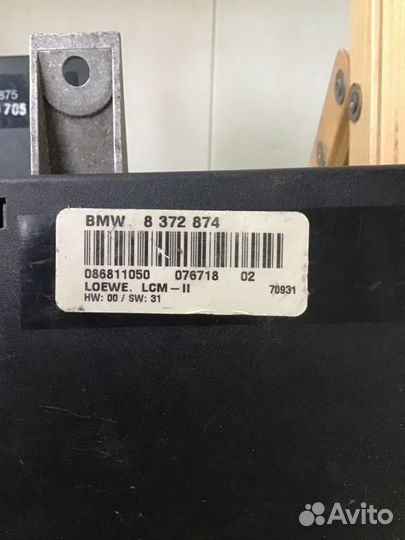 875
705
BMW 8 372 874
086811050 076718 02
LOEWE. LCM-II 70931
HW: 00 / SW: 31
Avito